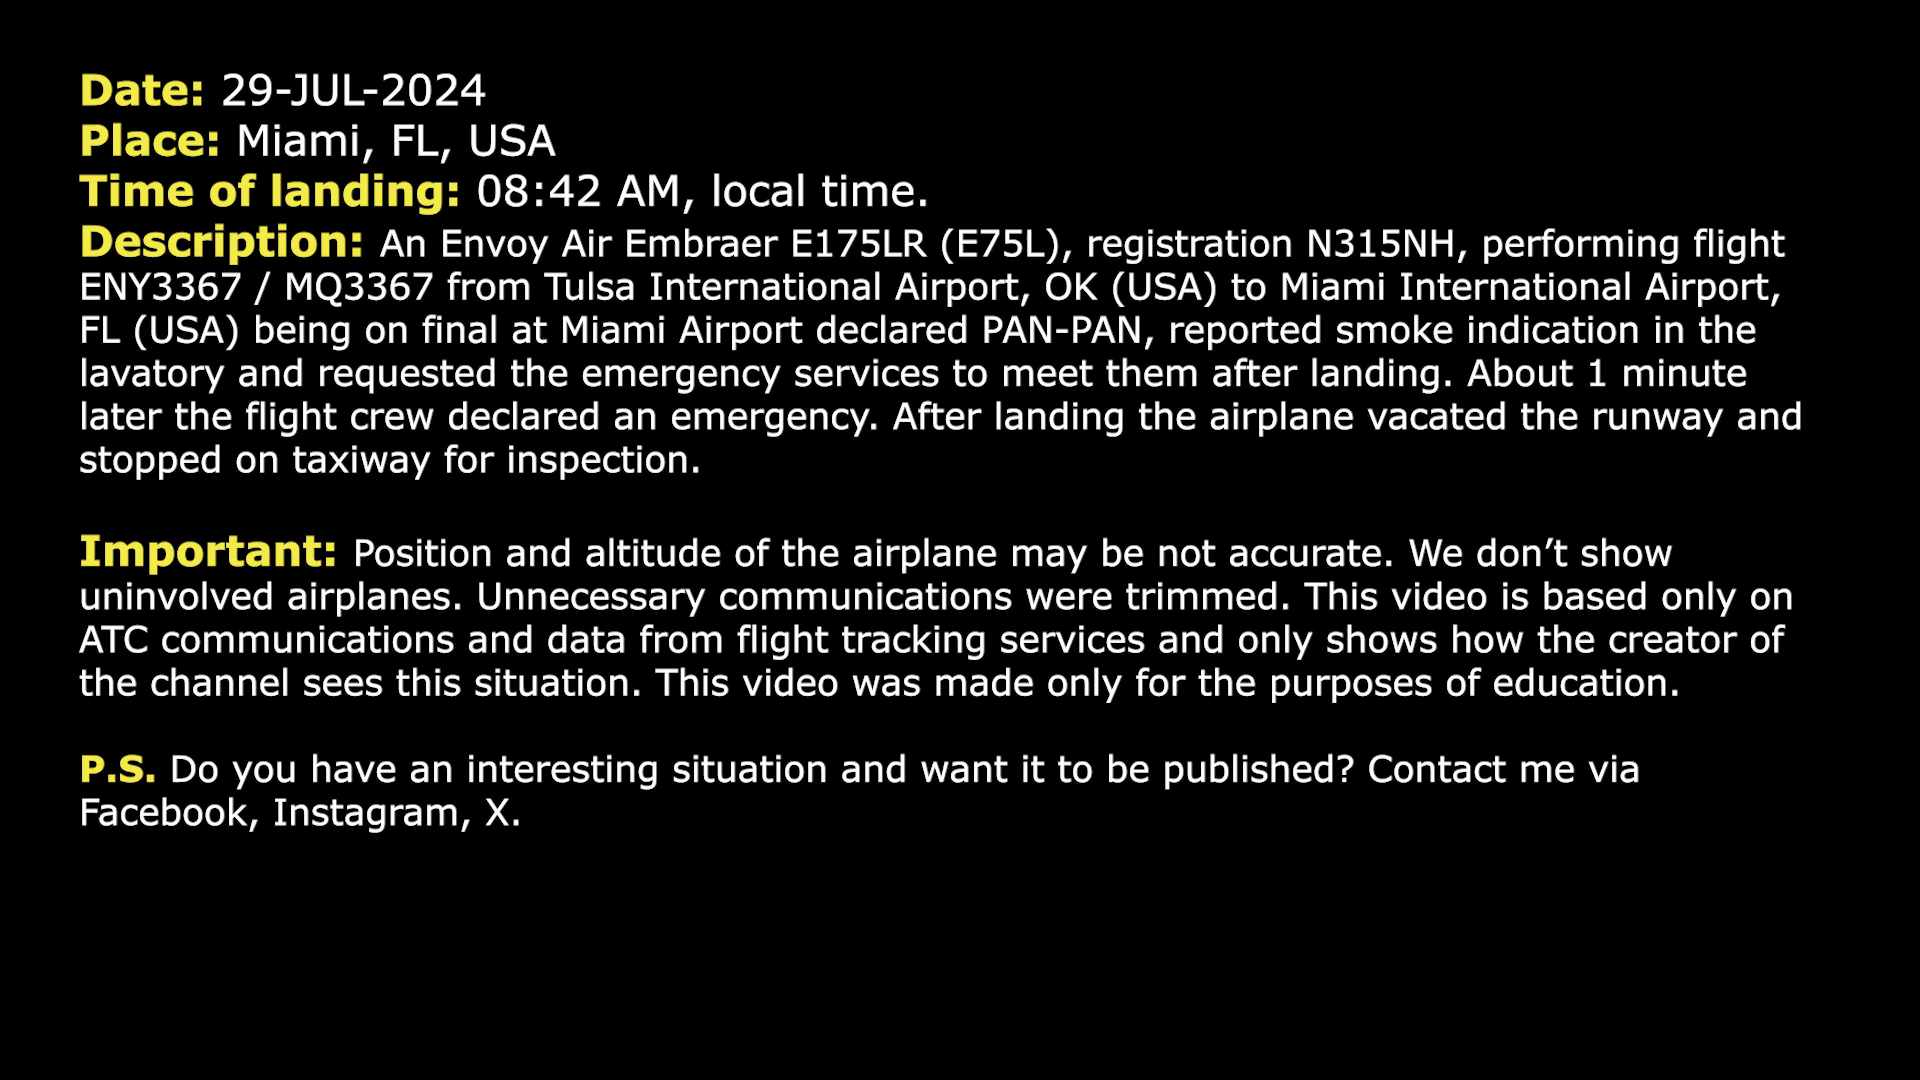 Date: 29-JUL-2024
Place: Miami, FL, USA
Time of landing: 08:42 AM, local time.
Description: An Envoy Air Embraer E175LR (E75L), registration N315NH, performing flight
ENY3367 / MQ3367 from Tulsa International Airport, OK (USA) to Miami International Airport,
FL (USA) being on final at Miami Airport declared PAN-PAN, reported smoke indication in the
lavatory and requested the emergency services to meet them after landing. About 1 minute
later the flight crew declared an emergency. After landing the airplane vacated the runway and
stopped on taxiway for inspection.
Important: Position and altitude of the airplane may be not accurate. We don’t show
uninvolved airplanes. Unnecessary communications were trimmed. This video is based only on
ATC communications and data from flight tracking services and only shows how the creator of
the channel sees this situation. This video was made only for the purposes of education.
P.S. Do you have an interesting situation and want it to be published? Contact me via
Facebook, Instagram, X.